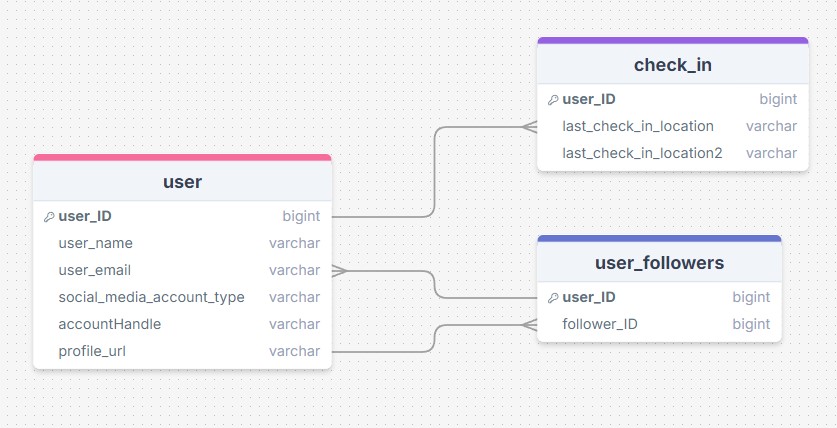 check_in
user_ID bigint
last_check_in_location varchar
last_check_in_location2 varchar
user
user_ID bigint
user_name varchar
user_email varchar
social_media_account_type varchar
accountHandle varchar
profile_url varchar
user_followers
user_ID bigint
follower_ID bigint